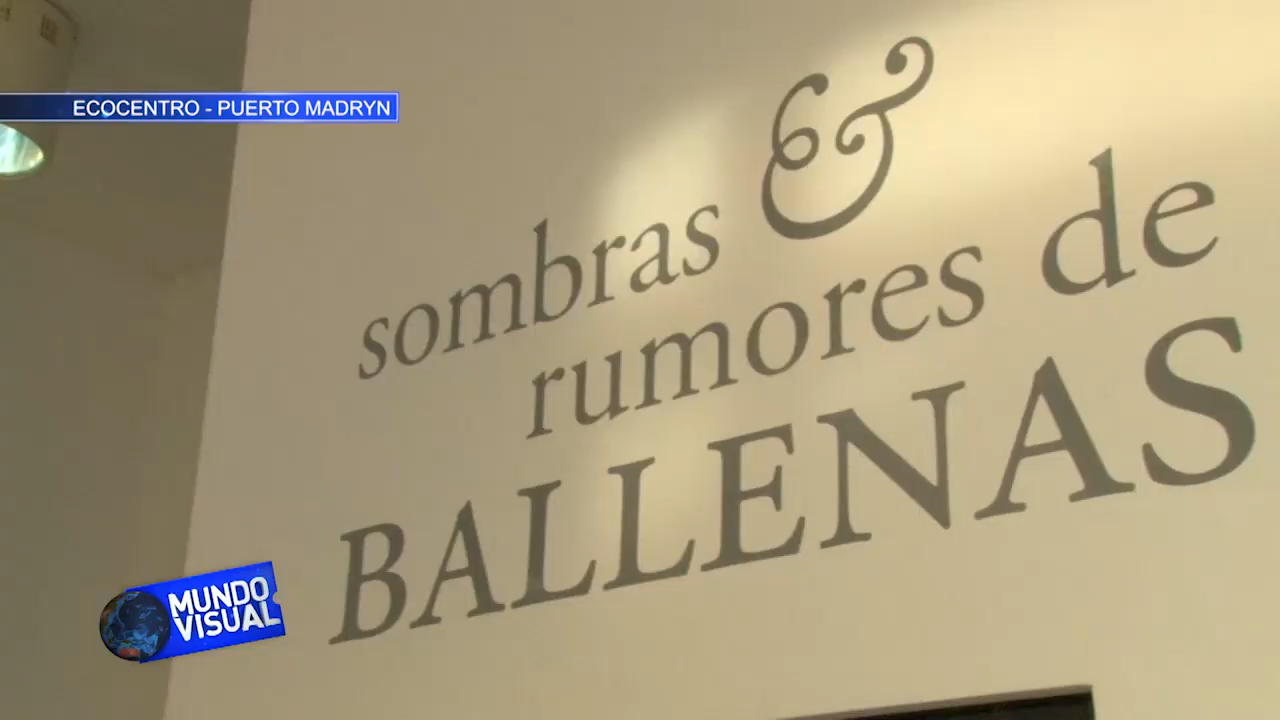 ECOCENTRO - PUERTO MADRYN
sombras &
rumores de
BALLENAS
MUNDO
VISUAL